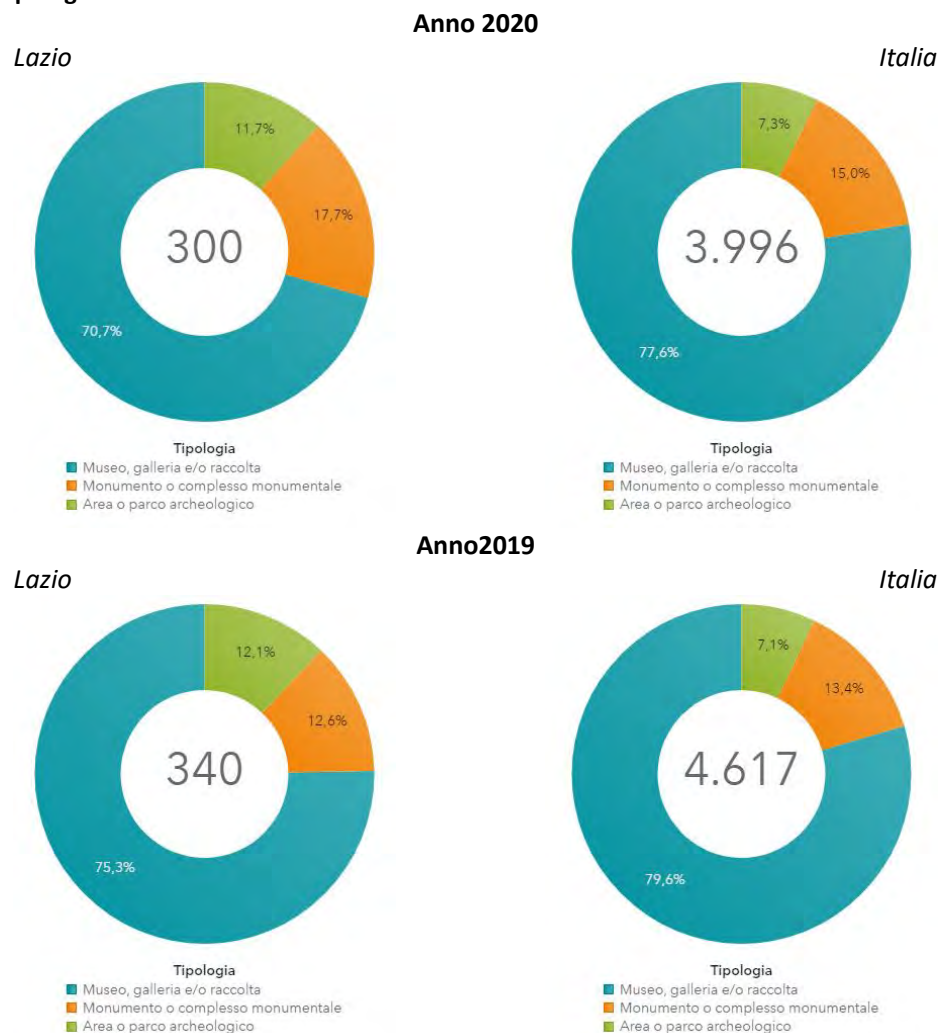 Anno 2020
Lazio
Italia
11,7%
17,7%
300
70,7%
7,3%
15,0%
3.996
77,6%
Tipologia
Museo, galleria e/o raccolta
Monumento o complesso monumentale
Area o parco archeologico
Tipologia
Museo, galleria e/o raccolta
Monumento o complesso monumentale
Area o parco archeologico
Anno2019
Lazio
Italia
12,1%
12,6%
340
75,3%
7,1%
13,4%
4.617
79,6%
Tipologia
Museo, galleria e/o raccolta
Monumento o complesso monumentale
Area o parco archeologico
Tipologia
Museo, galleria e/o raccolta
Monumento o complesso monumentale
Area o parco archeologico